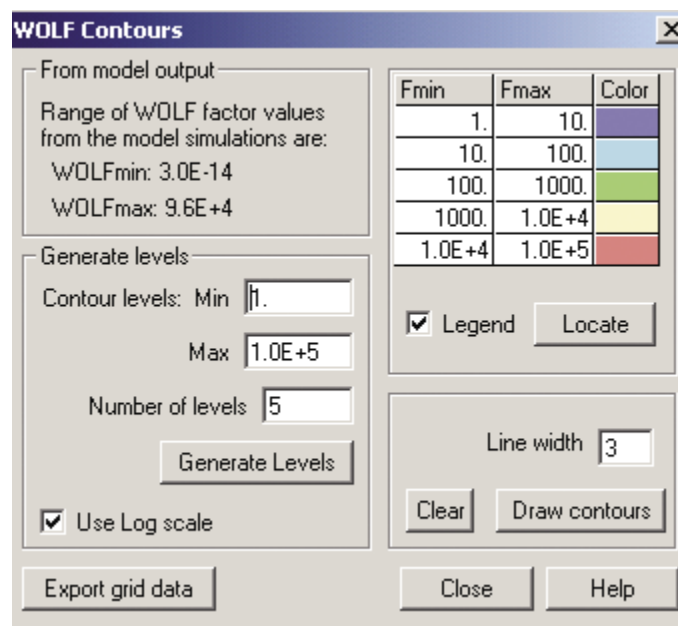 WOLF Contours
From model output
Range of WOLF factor values
from the model simulations are:
WOLFmin: 3.0E-14
WOLFmax: 9.6E+4
Generate levels
Contour levels: Min 1.
Max 1.0E+5
Number of levels 5
Generate Levels
Use Log scale
Export grid data
Fmin Fmax Color
1. 10.
10. 100.
100. 1000.
1000. 1.0E+4
1.0E+4 1.0E+5
Legend Locate
Line width 3
Clear Draw contours
Close Help